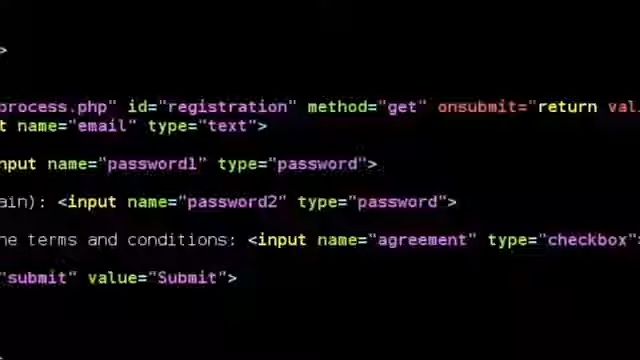 >
process.php" id="registration" method="get" onsubmit="return val
t name="email" type="text">
nput name="password1" type="password">
ain): <input name="password2" type="password">
he terms and conditions: <input name="agreement" type="checkbox">
"submit" value="Submit">